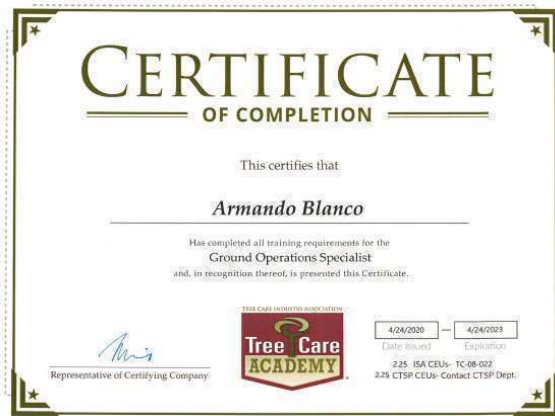 CERTIFICATE
OF COMPLETION
This certifies that
Armando Blanco
Has completed all training requirements for the
Ground Operations Specialist
and, in recognition thereof, is presented this Certificate.
TREE CARE INDUSTRY ASSOCIATION
Tree Care
ACADEMY
4/24/2020 — 4/24/2023
Date Issued Expiration
2.25 ISA CEUs- TC-08-022
2.25 CTSP CEUs- Contact CTSP Dept.
Representative of Certifying Company